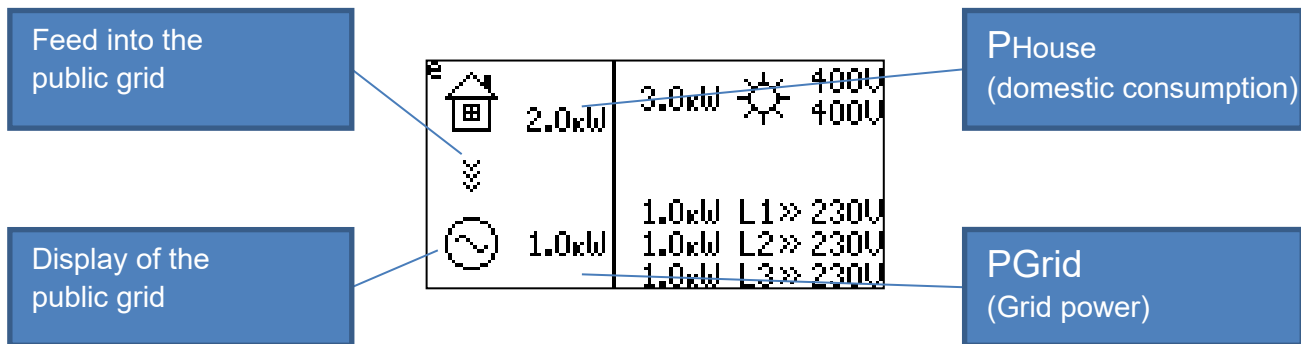 Feed into the
public grid
PHouse
(domestic consumption)
e
2.0kW
3.0kW 400V
400V
1.0kW L1» 230V
1.0kW 1.0kW L2» 230V
1.0kW L3» 230V
Display of the
public grid
PGrid
(Grid power)